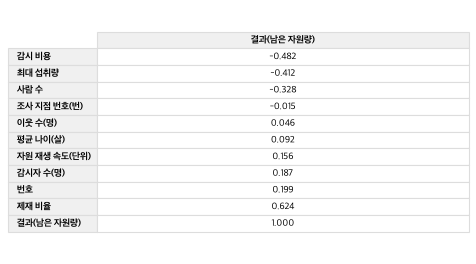 결과(남은 자원량)
감시 비용 -0.482
최대 섭취량 -0.412
사람 수 -0.328
조사 지점 번호(번) -0.015
이웃 수(명) 0.046
평균 나이(살) 0.092
자원 재생 속도(단위) 0.156
감시자 수(명) 0.187
번호 0.199
제재 비율 0.624
결과(남은 자원량) 1.000